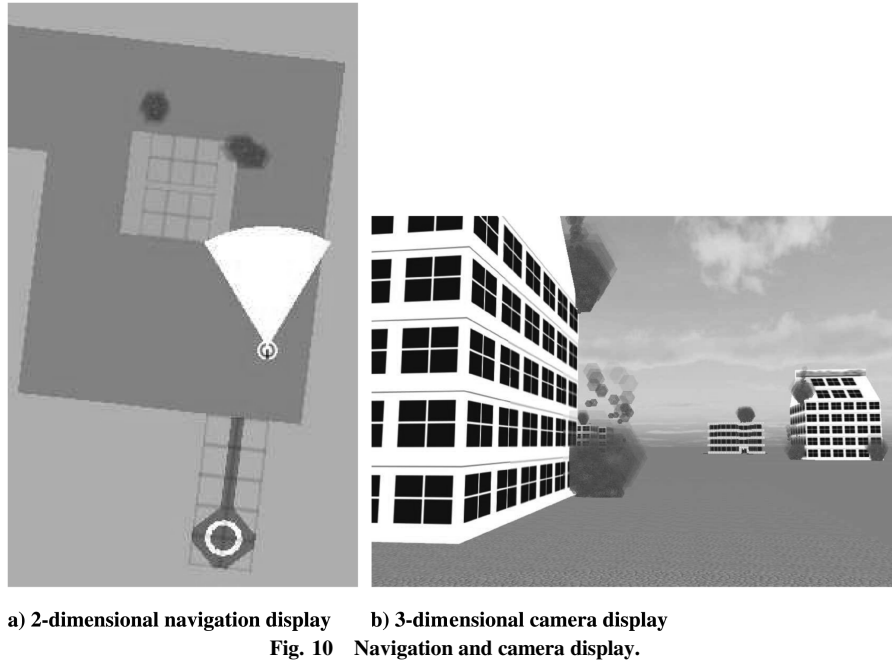 a) 2-dimensional navigation display b) 3-dimensional camera display
Fig. 10 Navigation and camera display.